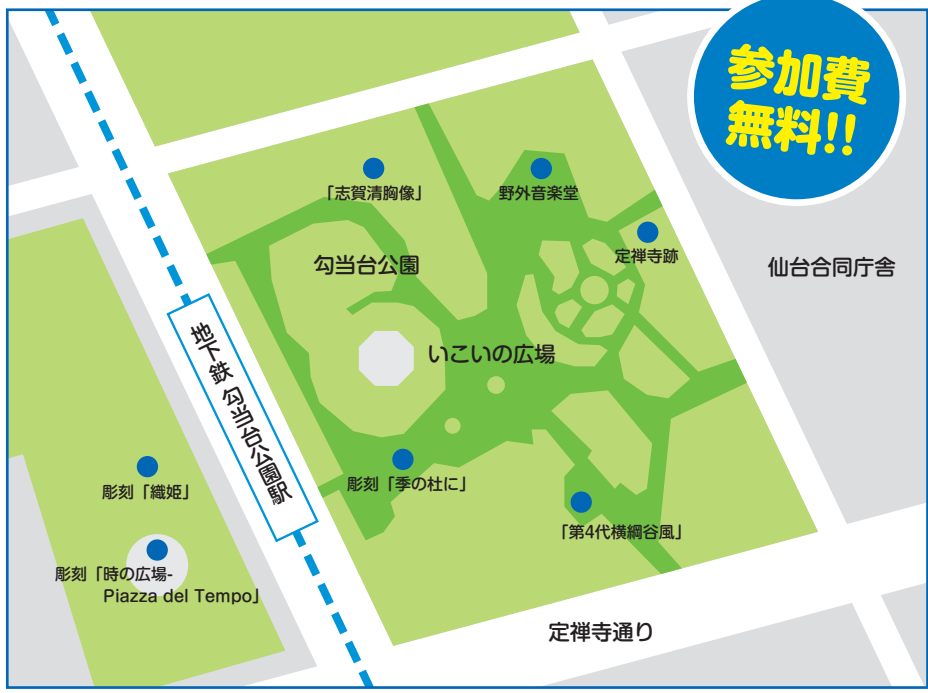 参加費
無料!!
「志賀清胸像」
野外音楽堂
定禅寺跡
勾当台公園
仙台合同庁舎
いこいの広場
地下鉄 勾当台公園駅
彫刻「季の杜に」
彫刻「織姫」
「第4代横綱谷風」
彫刻「時の広場-
Piazza del Tempo」
定禅寺通り